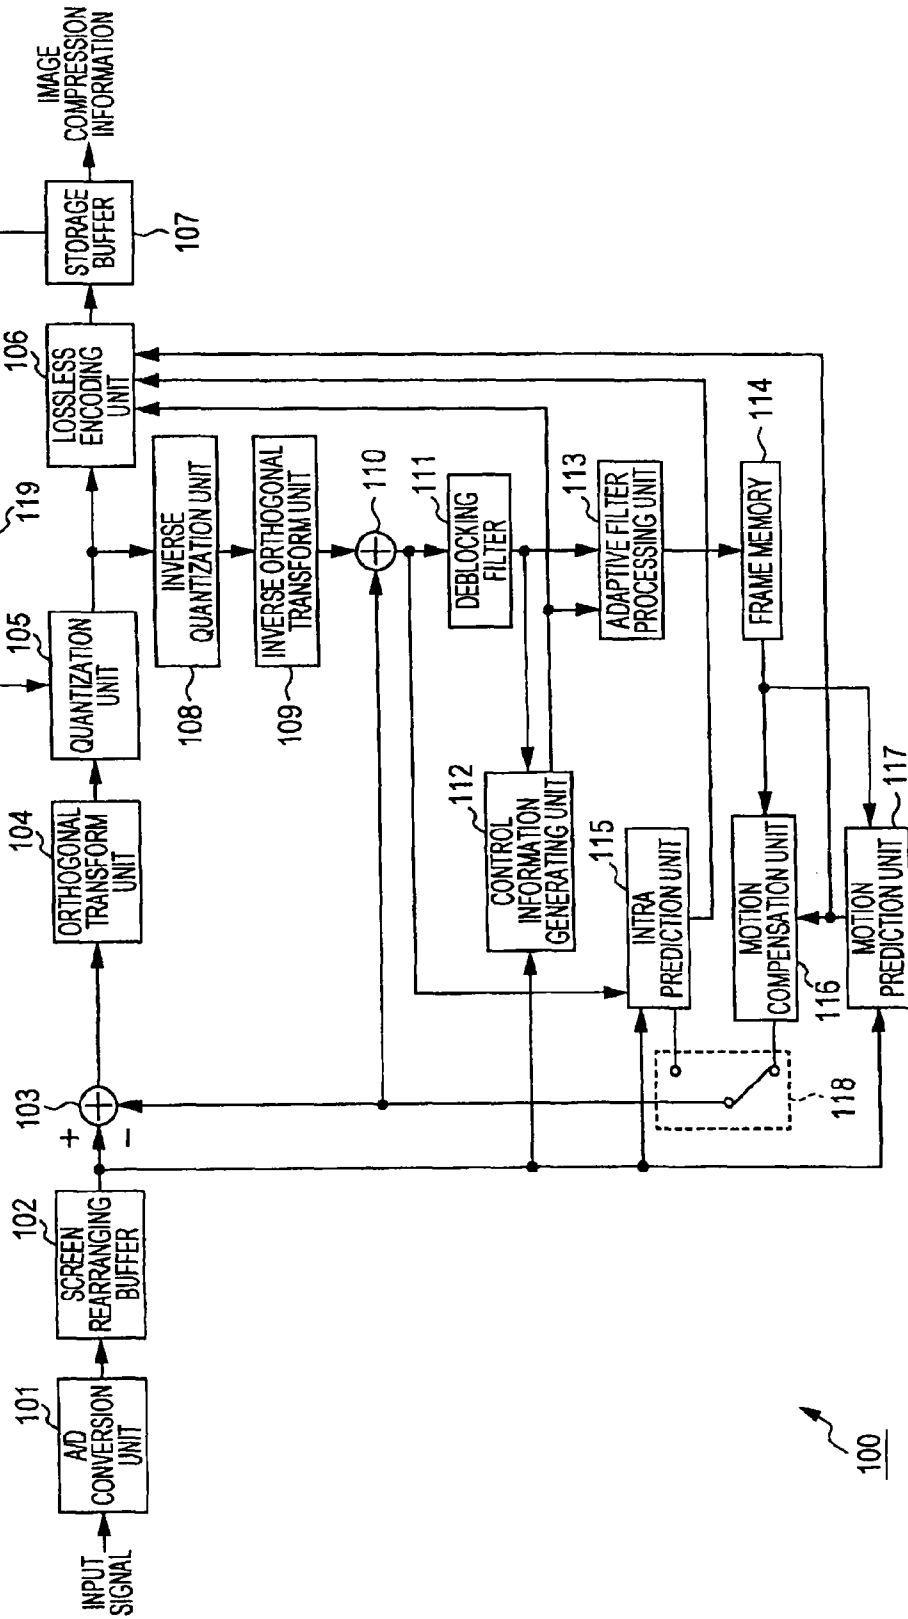 INPUT
SIGNAL
101
A/D
CONVERSION
UNIT
102
SCREEN
REARRANGING
BUFFER
103
+
−
104
ORTHOGONAL
TRANSFORM
UNIT
105
QUANTIZATION
UNIT
119
106
LOSSLESS
ENCODING
UNIT
STORAGE
BUFFER
107
IMAGE
COMPRESSION
INFORMATION
108
INVERSE
QUANTIZATION UNIT
109
INVERSE ORTHOGONAL
TRANSFORM UNIT
110
111
DEBLOCKING
FILTER
112
CONTROL
INFORMATION
GENERATING UNIT
113
ADAPTIVE FILTER
PROCESSING UNIT
114
FRAME MEMORY
115
INTRA
PREDICTION UNIT
MOTION
COMPENSATION UNIT
116
117
MOTION
PREDICTION UNIT
118
100